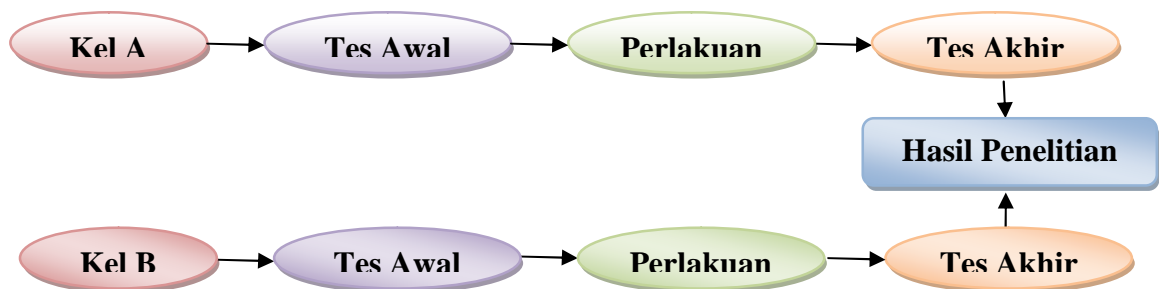 Kel A
Tes Awal
Perlakuan
Tes Akhir
Hasil Penelitian
Kel B
Tes Awal
Perlakuan
Tes Akhir